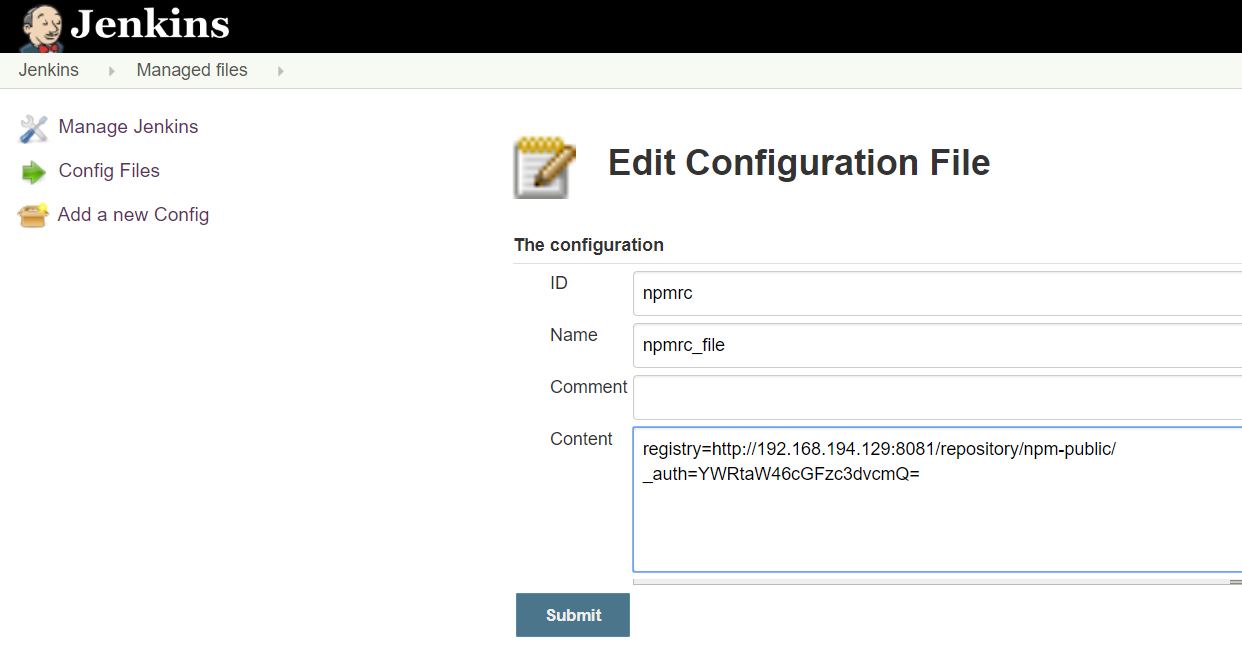 Jenkins
Jenkins
Managed files
Manage Jenkins
Config Files
Add a new Config
Edit Configuration File
The configuration
ID
npmrc
Name
npmrc_file
Comment
Content
registry=http://192.168.194.129:8081/repository/npm-public/
_auth=YWRtaW46cGFzc3dvcmQ=
Submit